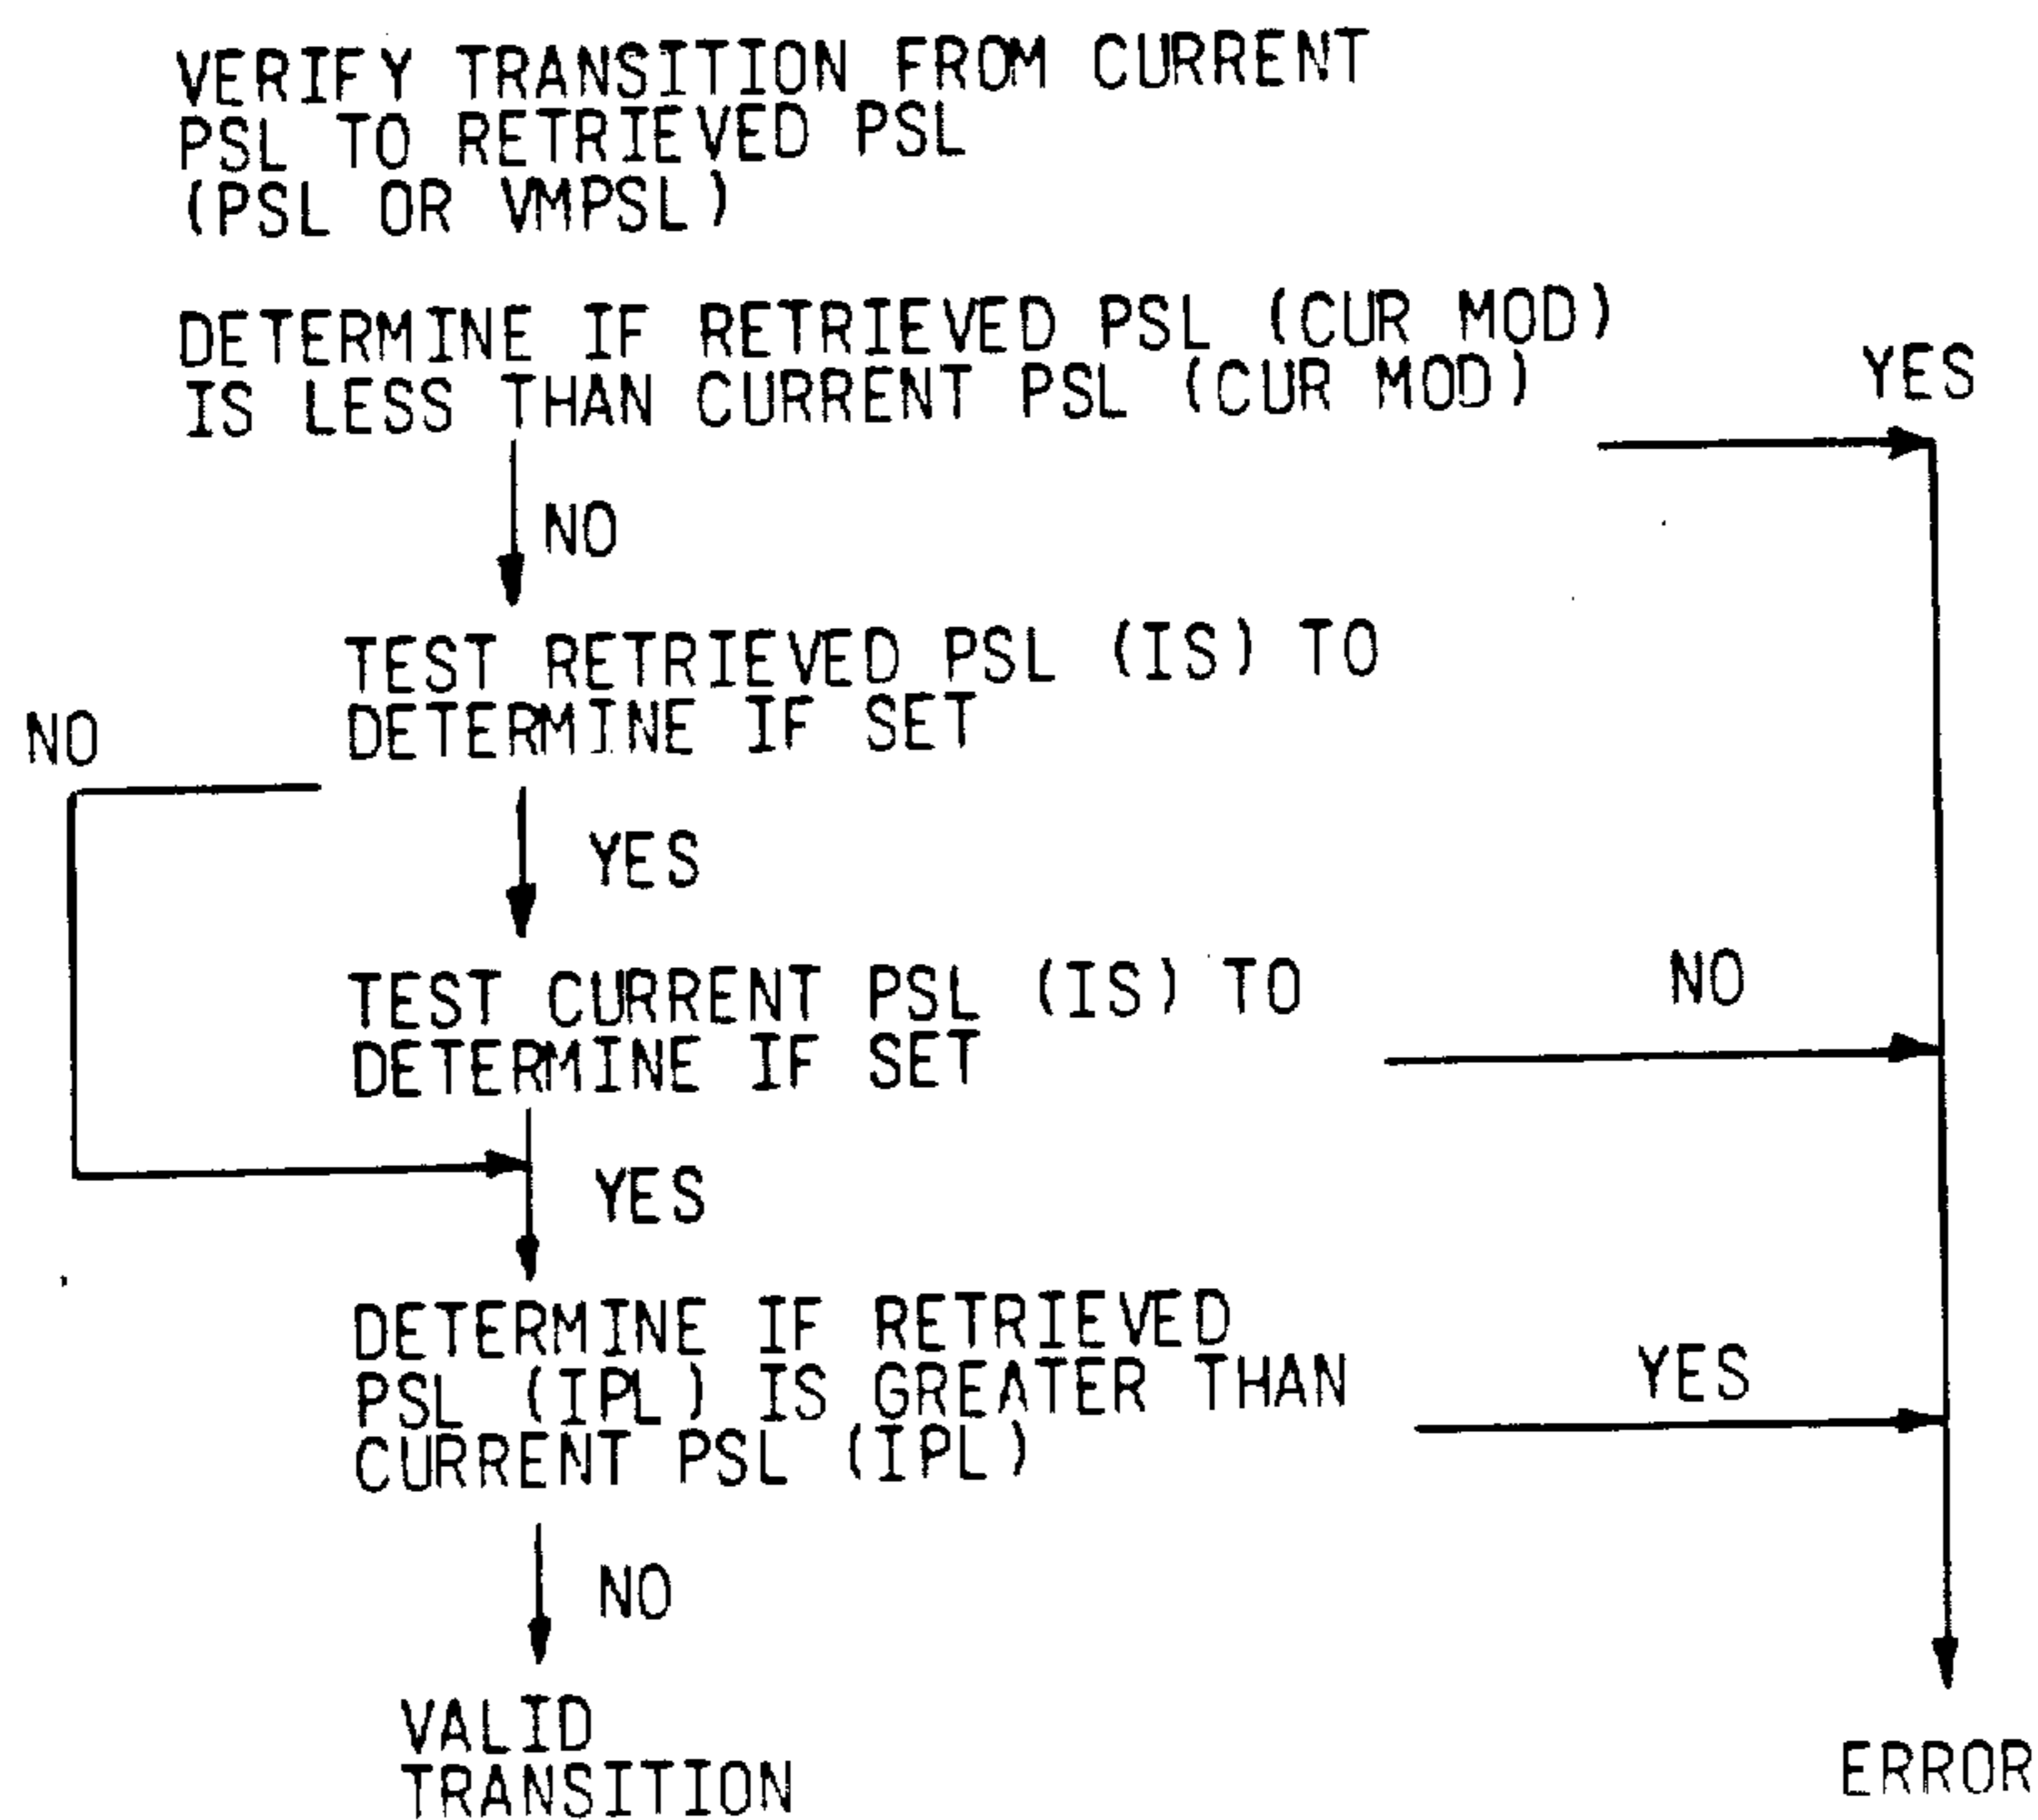 VERIFY TRANSITION FROM CURRENT
PSL TO RETRIEVED PSL
(PSL OR VMPSL)
DETERMINE IF RETRIEVED PSL (CUR MOD)
IS LESS THAN CURRENT PSL (CUR MOD)
YES
NO
TEST RETRIEVED PSL (IS) TO
DETERMINE IF SET
NO
YES
TEST CURRENT PSL (IS) TO
DETERMINE IF SET
NO
YES
DETERMINE IF RETRIEVED
PSL (IPL) IS GREATER THAN
CURRENT PSL (IPL)
YES
NO
VALID
TRANSITION
ERROR